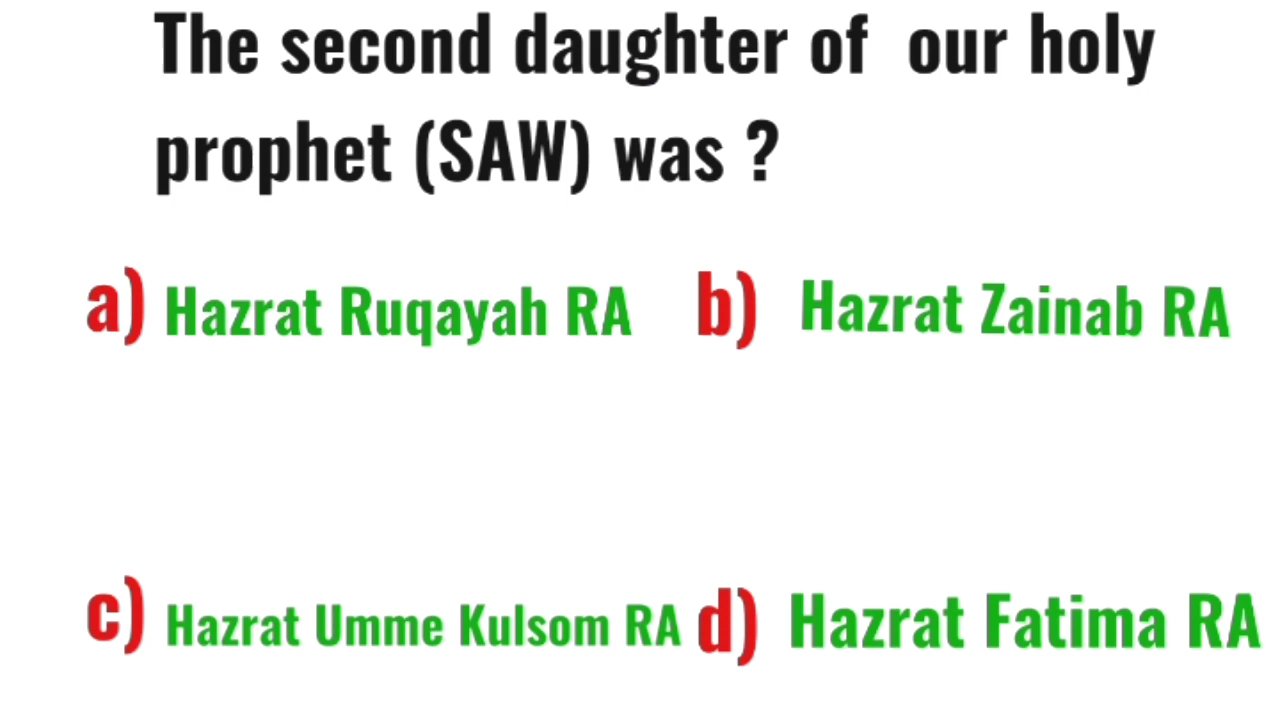 The second daughter of our holy
prophet (SAW) was ?
a) Hazrat Ruqayah RA b) Hazrat Zainab RA
c) Hazrat Umme Kulsom RA d) Hazrat Fatima RA